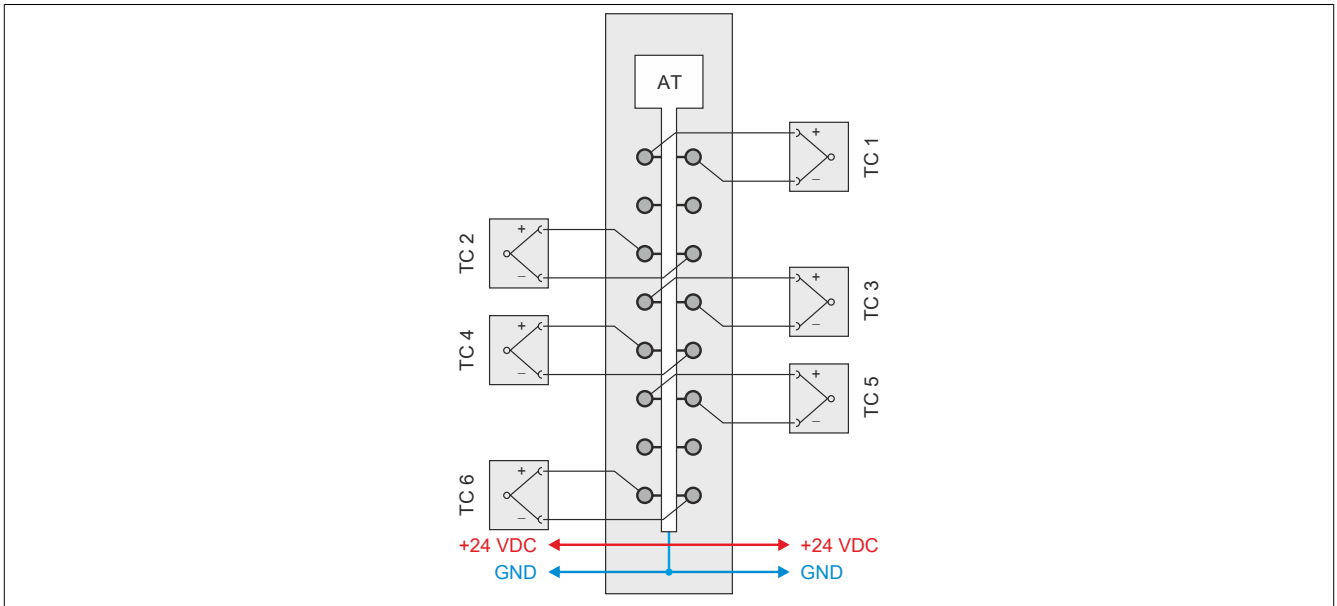 AT
+
−
TC 1
TC 2
+
−
+
−
TC 3
TC 4
+
−
+
−
TC 5
TC 6
+
−
+24 VDC +24 VDC
GND GND